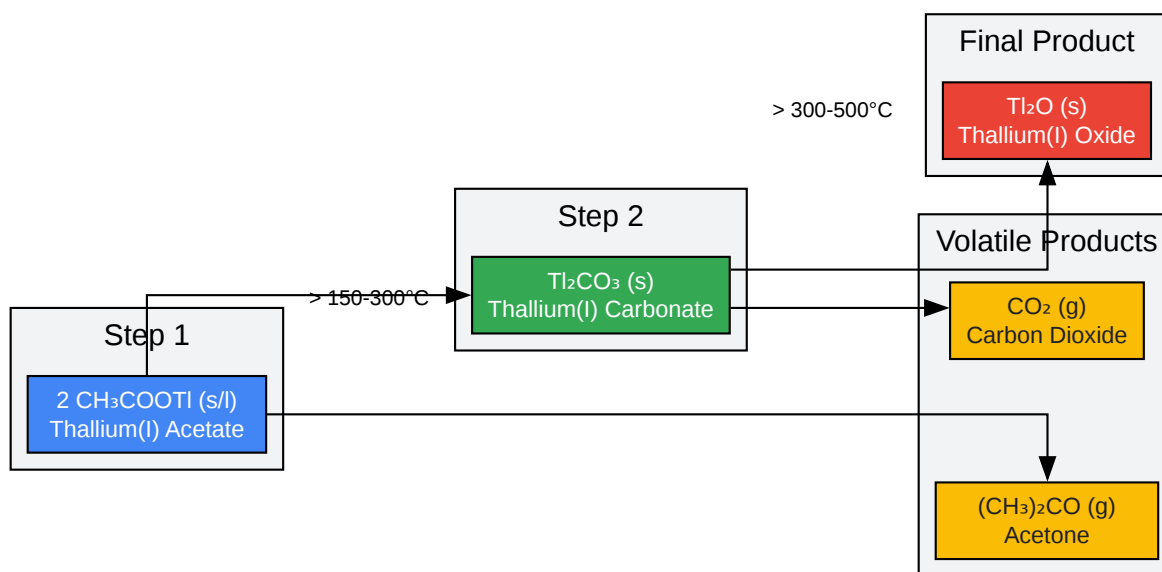 Final Product
Tl₂O (s)
Thallium(I) Oxide
> 300-500°C
Step 2
Tl₂CO₃ (s)
Thallium(I) Carbonate
> 150-300°C
Volatile Products
CO₂ (g)
Carbon Dioxide
Step 1
2 CH₃COOTl (s/l)
Thallium(I) Acetate
(CH₃)₂CO (g)
Acetone